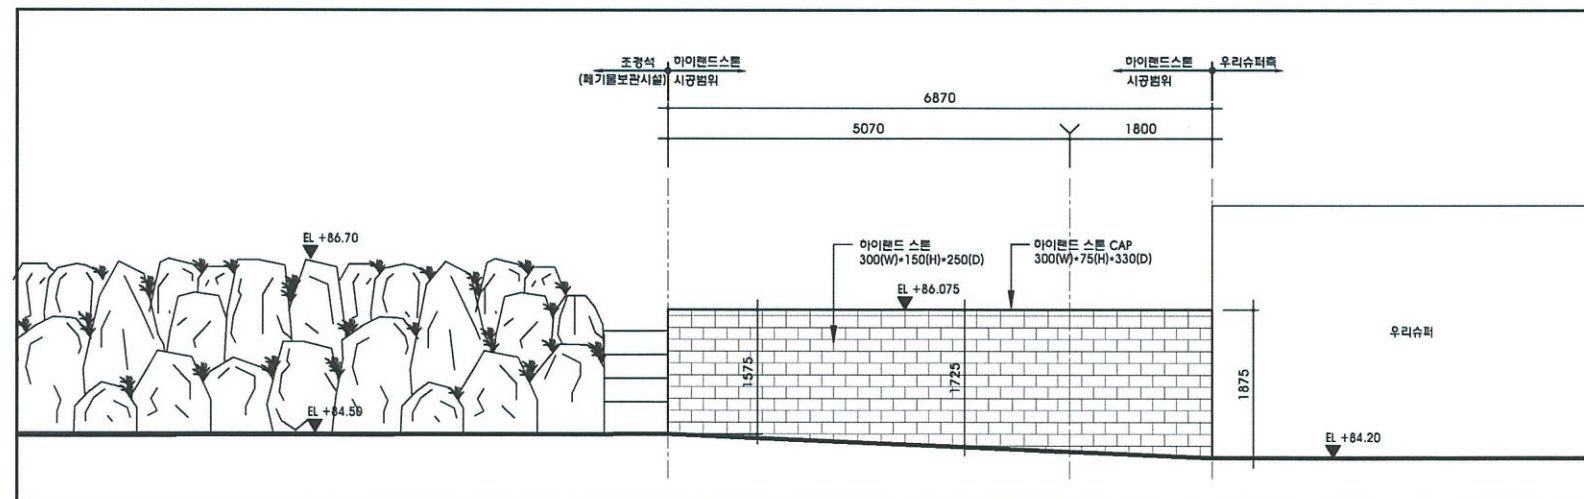 조경석
(폐기물보관시설)
하이랜드스톤
시공범위
하이랜드스톤
시공범위
우리슈퍼측
6870
5070
1800
EL +86.70
하이랜드 스톤
300(W)*150(H)*250(D)
하이랜드 스톤 CAP
300(W)*75(H)*330(D)
EL +86.075
우리슈퍼
1575
1725
1875
EL +84.50
EL +84.20